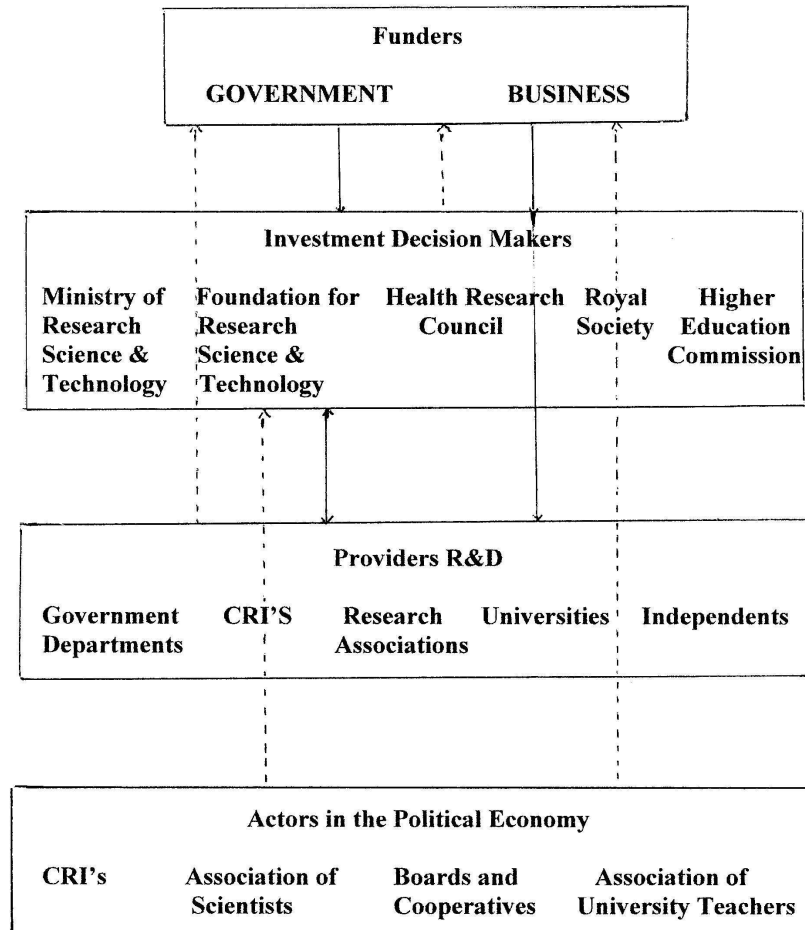 Funders
GOVERNMENT BUSINESS
Investment Decision Makers
Ministry of Research Science & Technology
Foundation for Research Science & Technology
Health Research Council
Royal Society
Higher Education Commission
Providers R&D
Government Departments
CRI'S
Research Associations
Universities
Independents
Actors in the Political Economy
CRI's
Association of Scientists
Boards and Cooperatives
Association of University Teachers